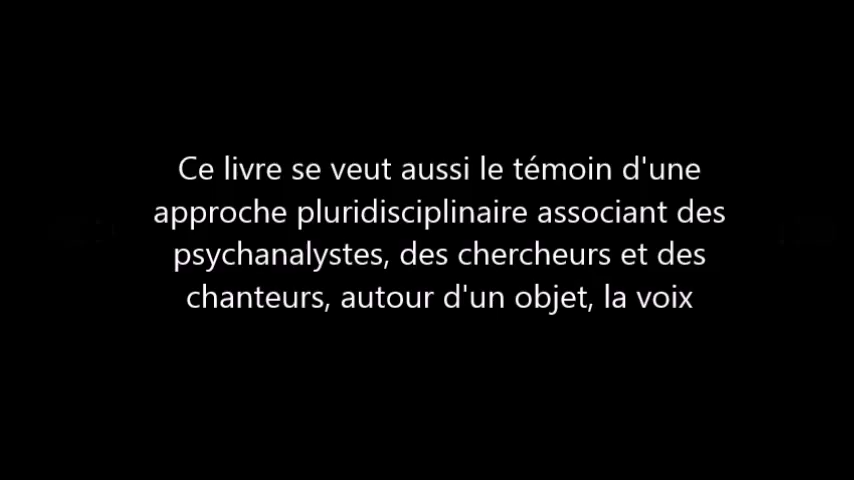 Ce livre se veut aussi le témoin d'une
approche pluridisciplinaire associant des
psychanalystes, des chercheurs et des
chanteurs, autour d'un objet, la voix